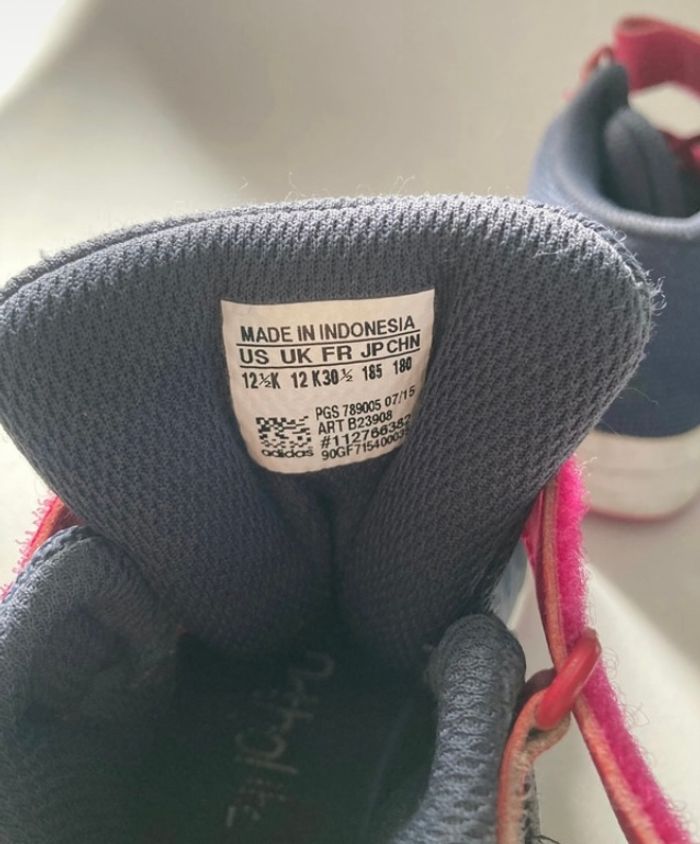 MADE IN INDONESIA
US UK FR JP CHN
12½K 12 K 30½ 185 180
PGS 789005 07/15
ART B23908
adidas